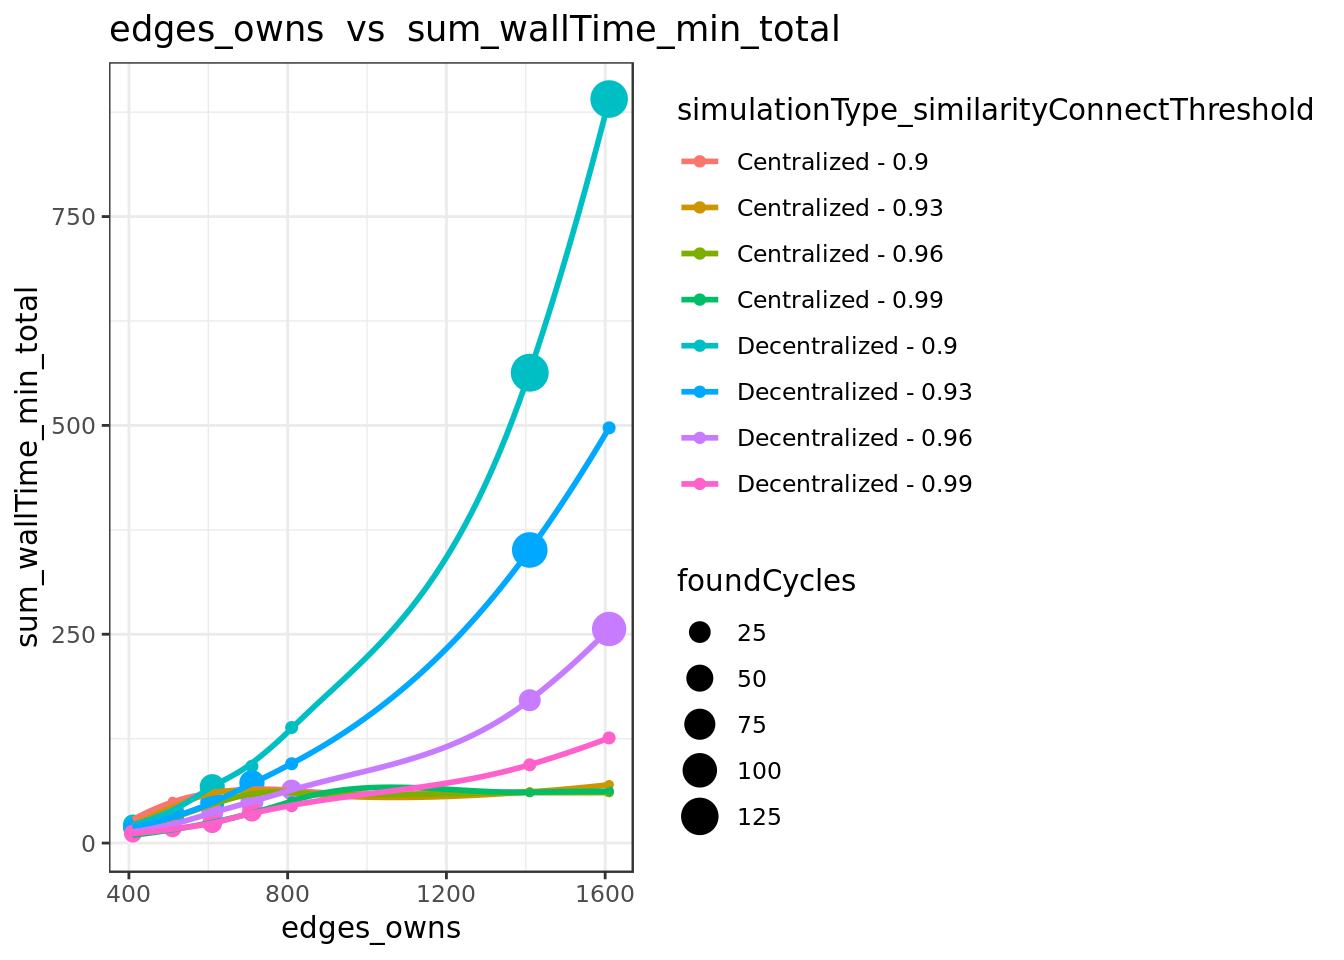 edges_owns  vs  sum_wallTime_min_total
sum_wallTime_min_total
750
500
250
0
400 800 1200 1600
edges_owns
simulationType_similarityConnectThreshold
Centralized - 0.9
Centralized - 0.93
Centralized - 0.96
Centralized - 0.99
Decentralized - 0.9
Decentralized - 0.93
Decentralized - 0.96
Decentralized - 0.99
foundCycles
25
50
75
100
125